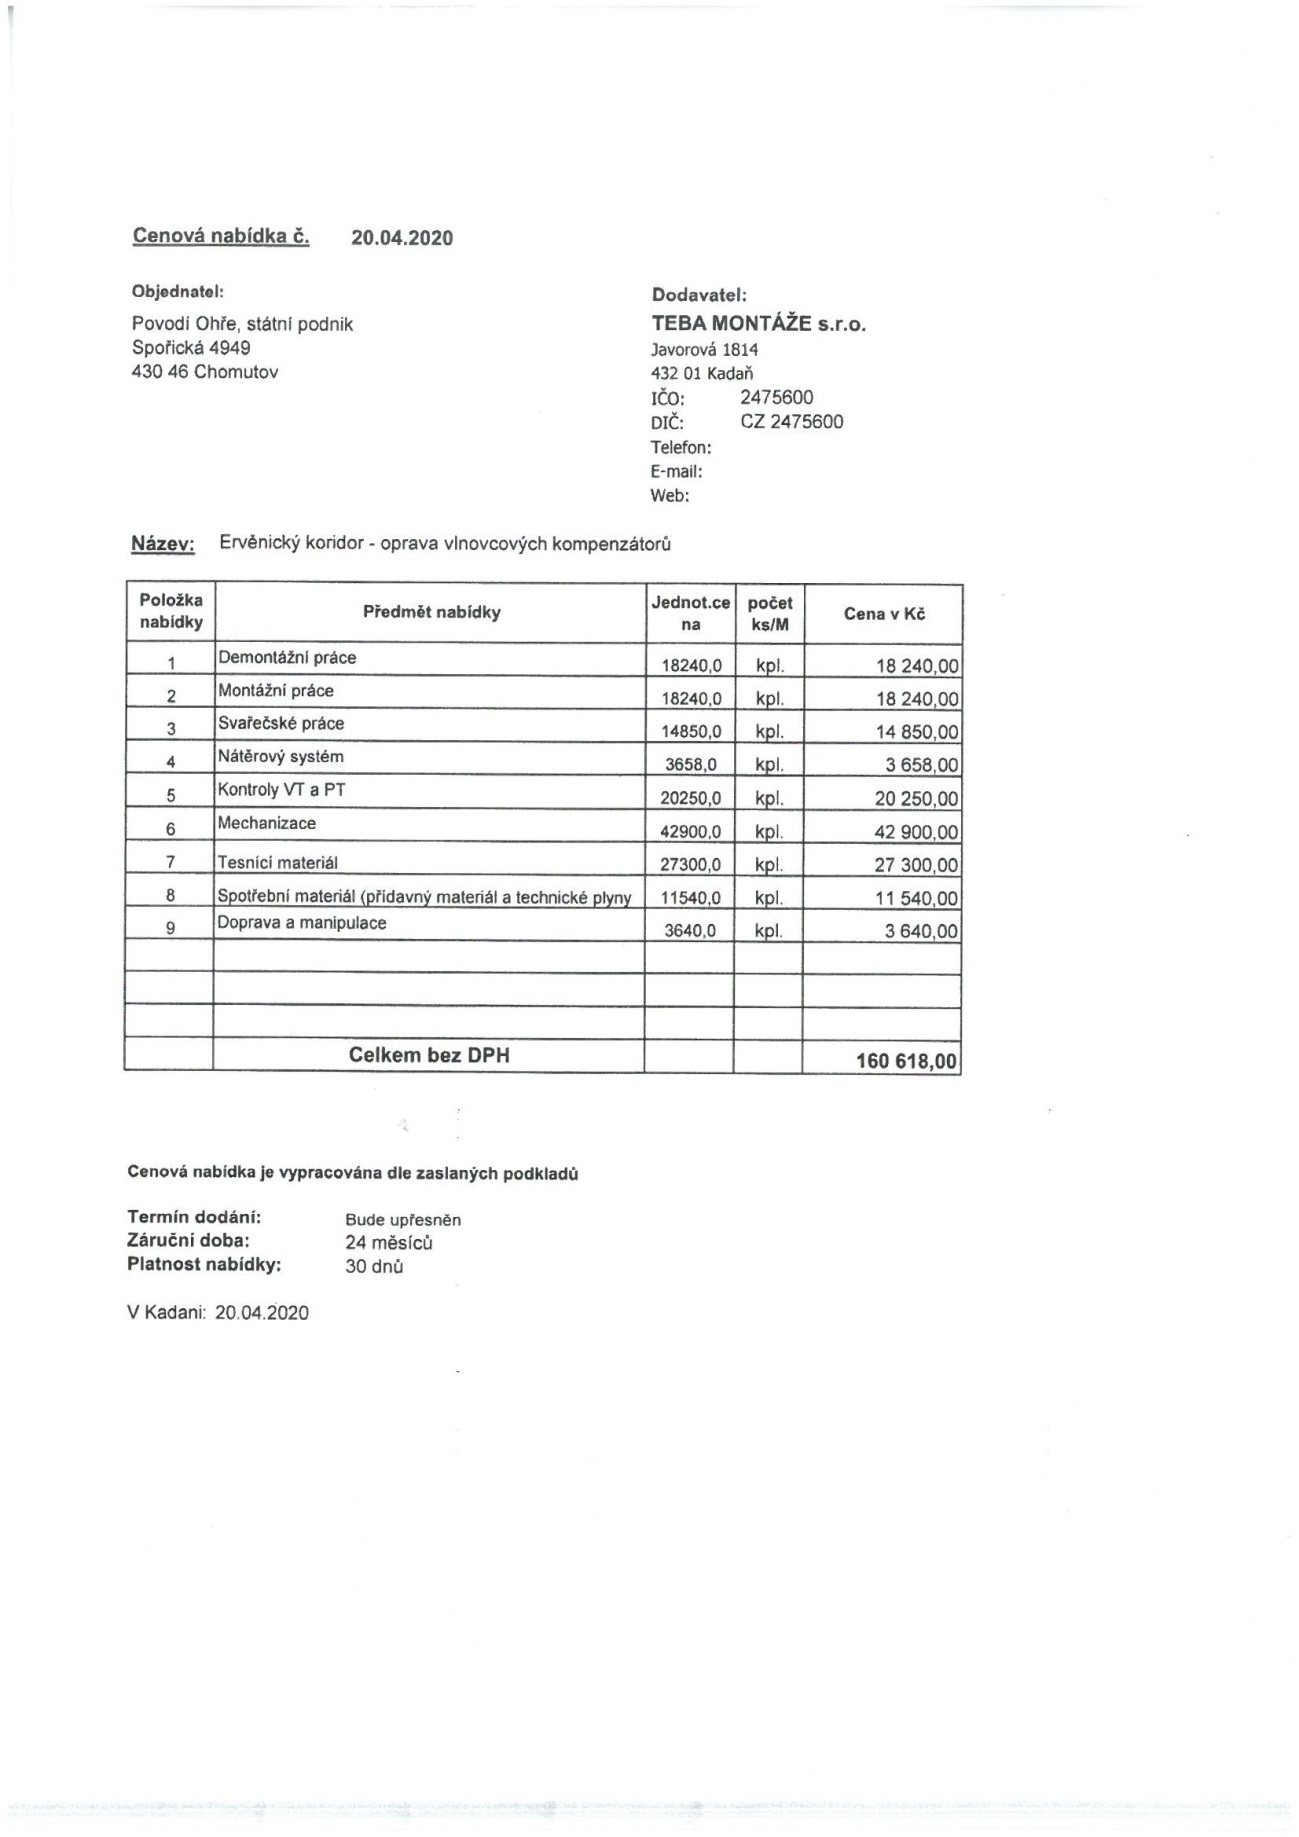 Cenová nabídka č. 20.04.2020
Objednatel:
Povodí Ohře, státní podnik
Spořická 4949
430 46 Chomutov
Dodavatel:
TEBA MONTÁŽE s.r.o.
Javorová 1814
432 01 Kadaň
IČO: 2475600
DIČ: CZ 2475600
Telefon:
E-mail:
Web:
Název: Ervěnický koridor - oprava vlnovcových kompenzátorů
Položka nabídky Předmět nabídky Jednot.cena počet ks/M Cena v Kč
1 Demontážní práce 18240,0 kpl. 18 240,00
2 Montážní práce 18240,0 kpl. 18 240,00
3 Svařečské práce 14850,0 kpl. 14 850,00
4 Nátěrový systém 3658,0 kpl. 3 658,00
5 Kontroly VT a PT 20250,0 kpl. 20 250,00
6 Mechanizace 42900,0 kpl. 42 900,00
7 Tesnící materiál 27300,0 kpl. 27 300,00
8 Spotřební materiál (přídavný materiál a technické plyny 11540,0 kpl. 11 540,00
9 Doprava a manipulace 3640,0 kpl. 3 640,00
Celkem bez DPH 160 618,00
Cenová nabídka je vypracována dle zaslaných podkladů
Termín dodání: Bude upřesněn
Záruční doba: 24 měsíců
Platnost nabídky: 30 dnů
V Kadani: 20.04.2020